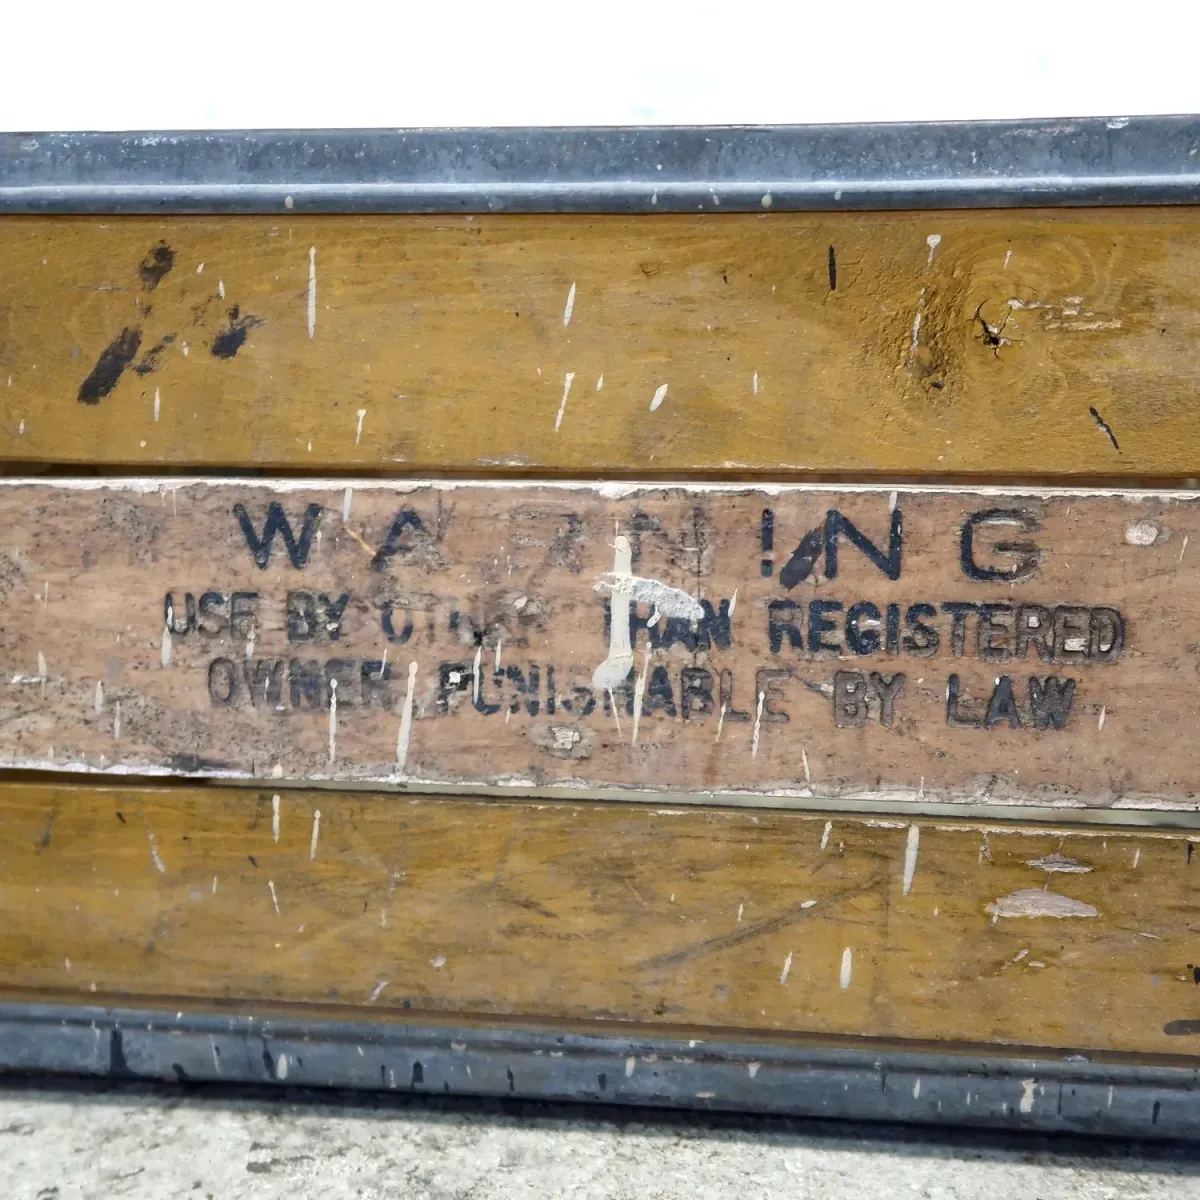 WARNING
USE BY OTHER THAN REGISTERED
OWNER PUNISHABLE BY LAW